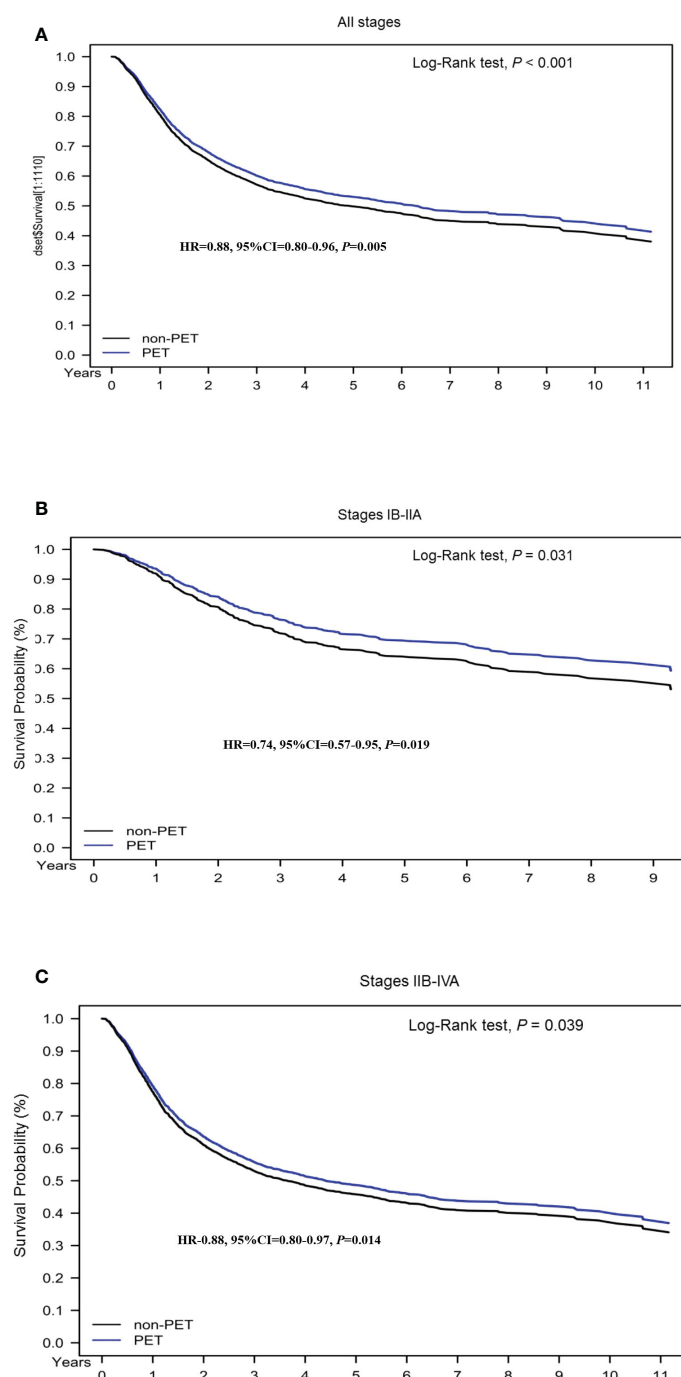 A
All stages
Log-Rank test, P < 0.001
dset$Survival[1:1110]
1.0
0.9
0.8
0.7
0.6
0.5
0.4
0.3
0.2
0.1
0.0
HR=0.88, 95%CI=0.80-0.96, P=0.005
non-PET
PET
Years
0 1 2 3 4 5 6 7 8 9 10 11
B
Stages IB-IIA
Log-Rank test, P = 0.031
Survival Probability (%)
1.0
0.9
0.8
0.7
0.6
0.5
0.4
0.3
0.2
0.1
0.0
HR=0.74, 95%CI=0.57-0.95, P=0.019
non-PET
PET
Years
0 1 2 3 4 5 6 7 8 9
C
Stages IIB-IVA
Log-Rank test, P = 0.039
Survival Probability (%)
1.0
0.9
0.8
0.7
0.6
0.5
0.4
0.3
0.2
0.1
0.0
HR-0.88, 95%CI=0.80-0.97, P=0.014
non-PET
PET
Years
0 1 2 3 4 5 6 7 8 9 10 11